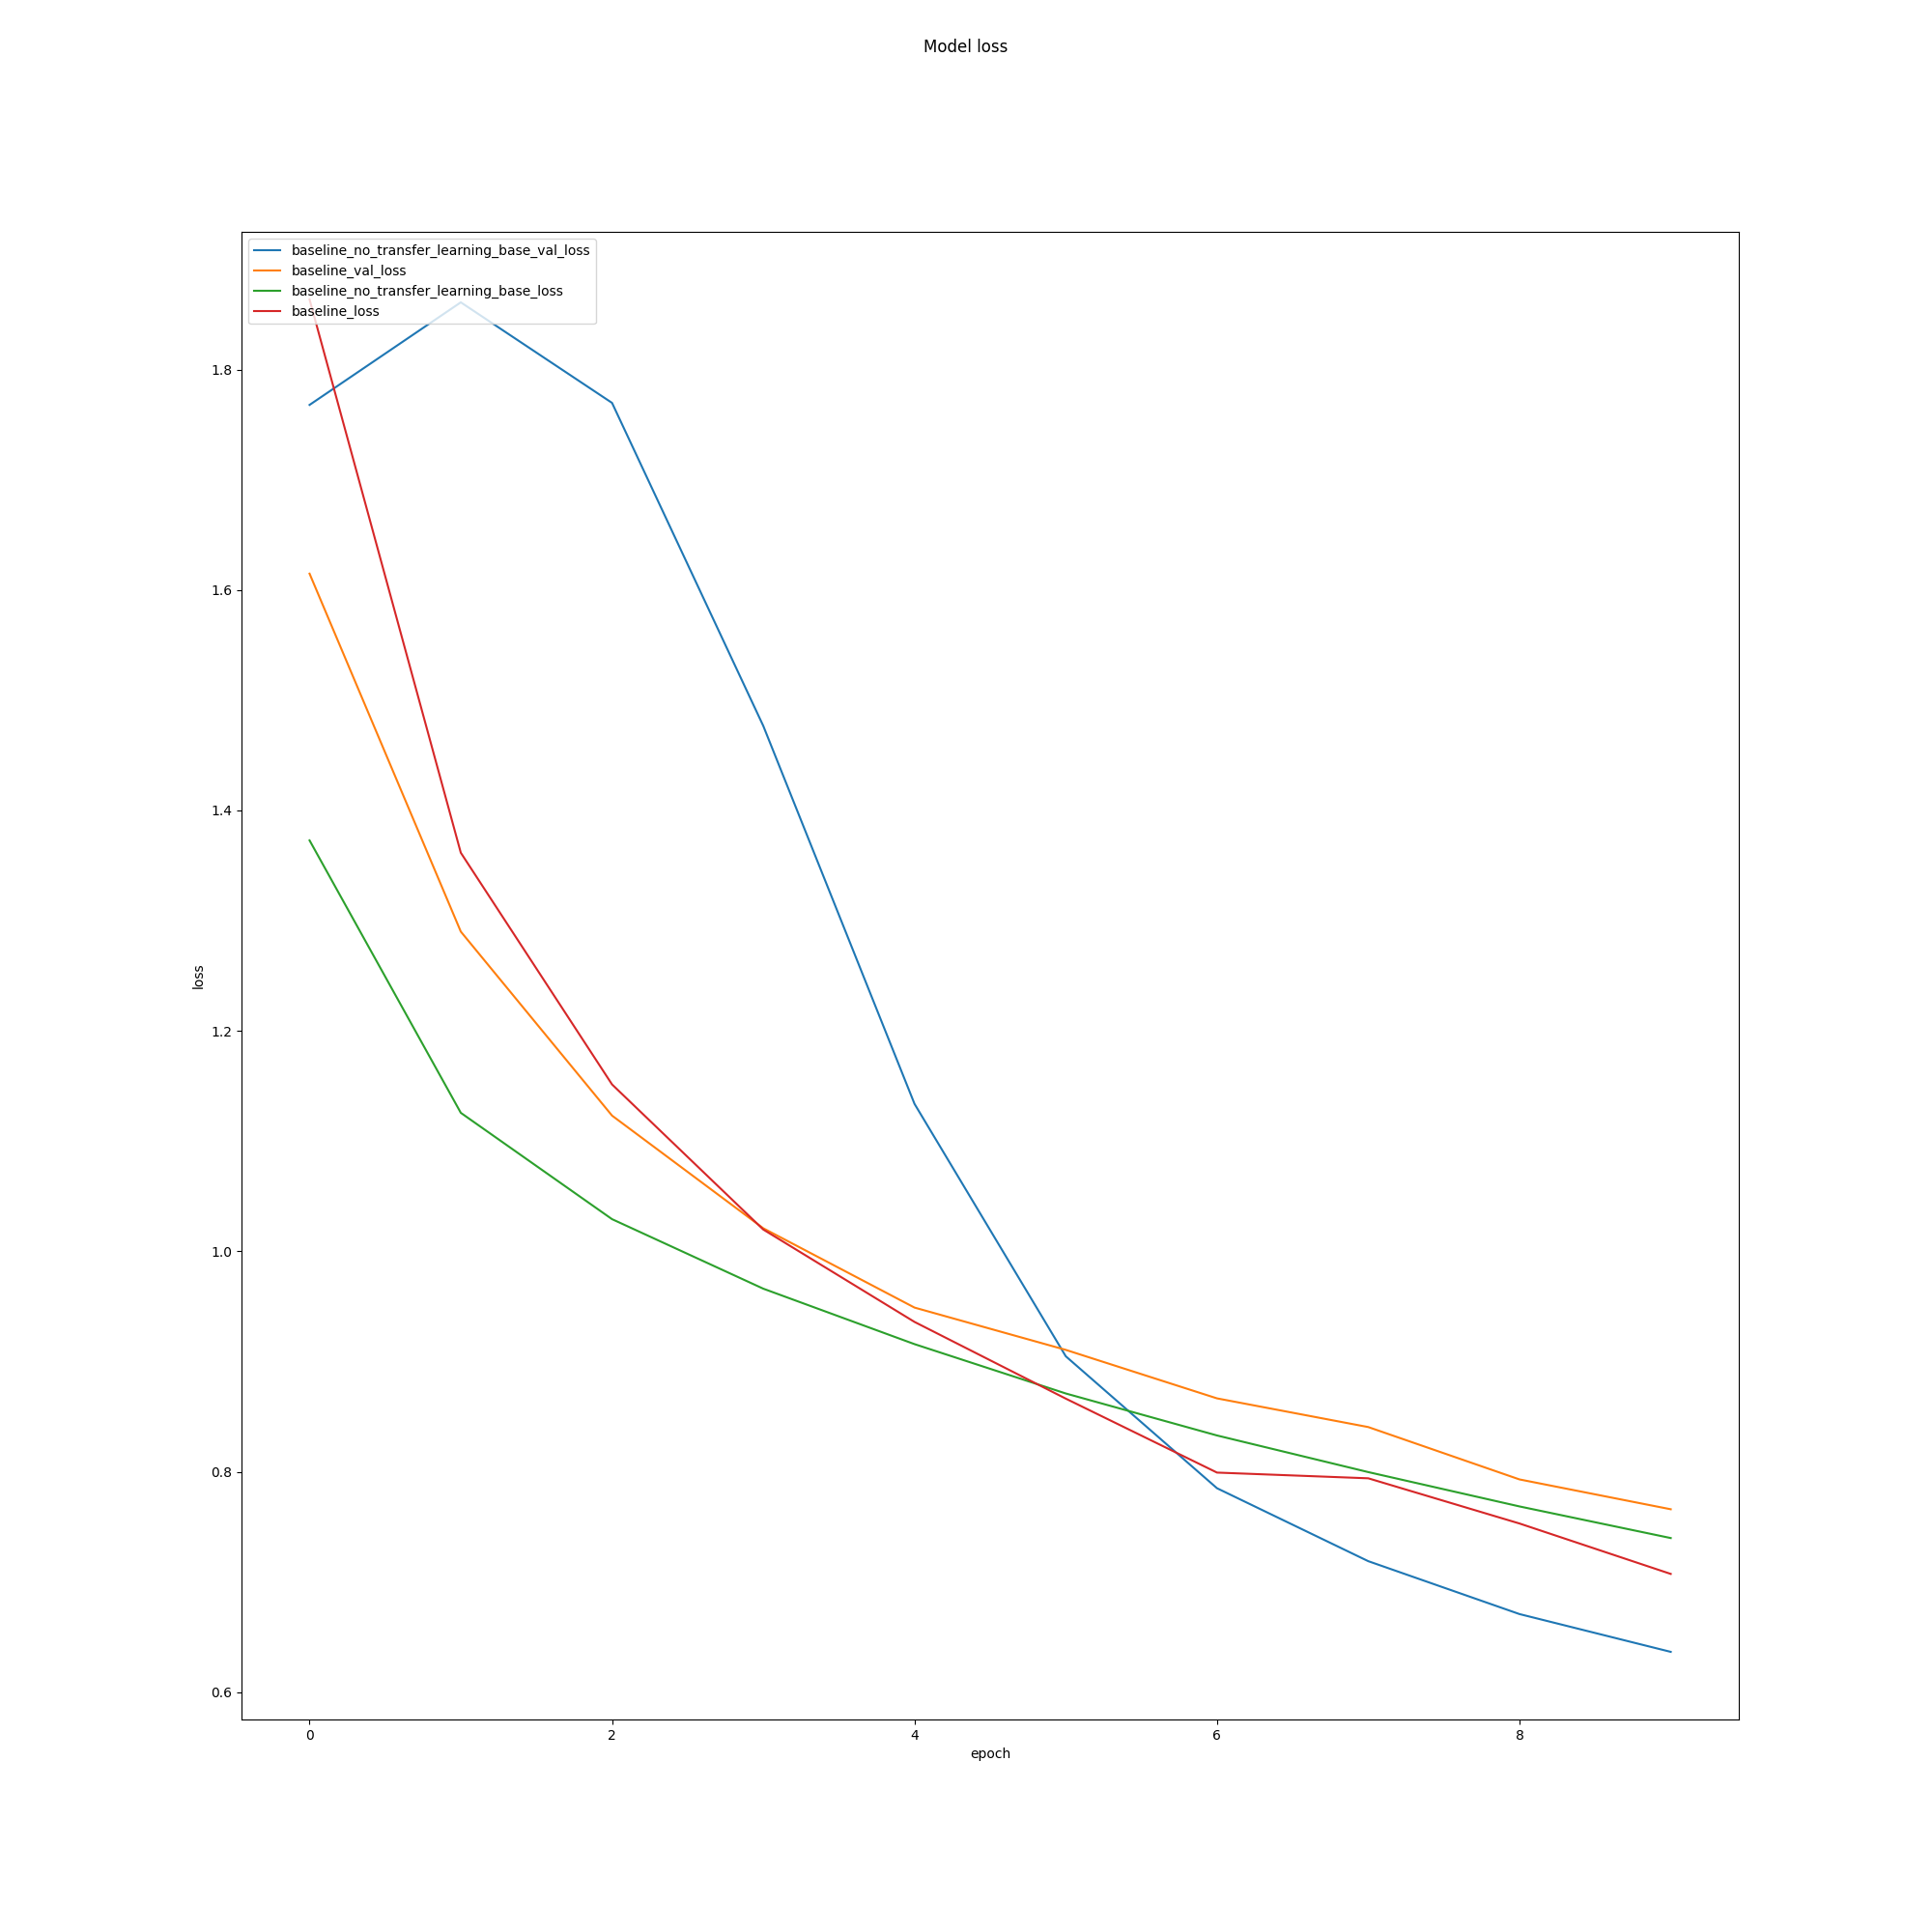 Model loss
baseline_no_transfer_learning_base_val_loss
baseline_val_loss
baseline_no_transfer_learning_base_loss
baseline_loss
1.8
1.6
1.4
1.2
1.0
0.8
0.6
loss
0 2 4 6 8
epoch